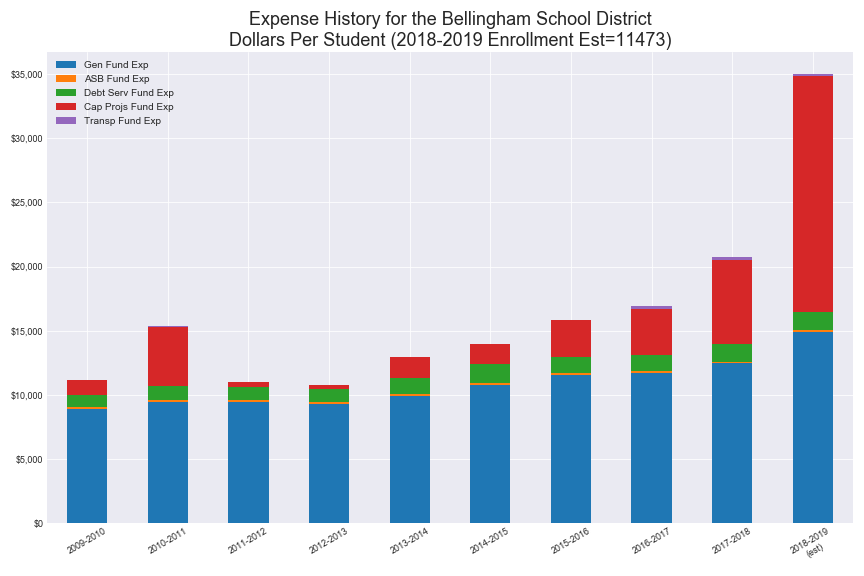 Expense History for the Bellingham School District
Dollars Per Student (2018-2019 Enrollment Est=11473)
Gen Fund Exp
ASB Fund Exp
Debt Serv Fund Exp
Cap Projs Fund Exp
Transp Fund Exp
$35,000
$30,000
$25,000
$20,000
$15,000
$10,000
$5,000
$0
2009-2010
2010-2011
2011-2012
2012-2013
2013-2014
2014-2015
2015-2016
2016-2017
2017-2018
2018-2019
(est)